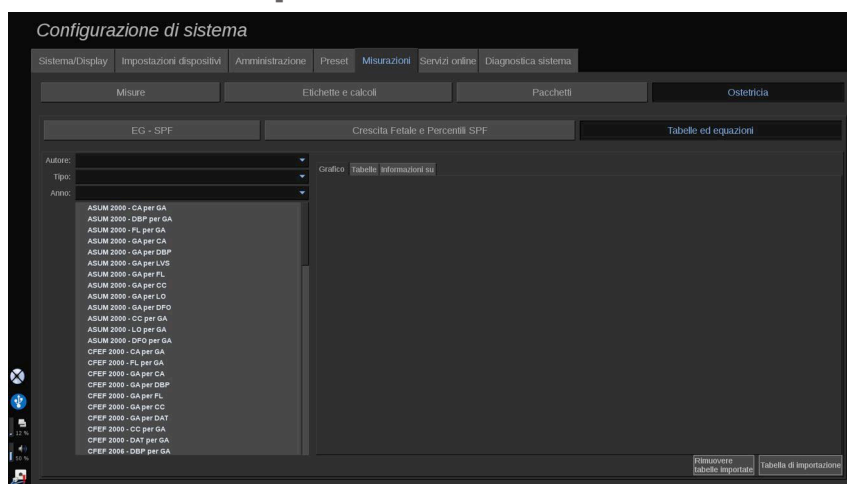 Configurazione di sistema
Sistema/Display Impostazioni dispositivi Amministrazione Preset Misurazioni Servizi online Diagnostica sistema
Misure Etichette e calcoli Pacchetti Ostetricia
EG - SPF Crescita Fetale e Percentili SPF Tabelle ed equazioni
Autore:
Tipo:
Anno:
Grafico Tabelle Informazioni su
ASUM 2000 - CA per GA
ASUM 2000 - DBP per GA
ASUM 2000 - FL per GA
ASUM 2000 - GA per CA
ASUM 2000 - GA per DBP
ASUM 2000 - GA per LVS
ASUM 2000 - GA per FL
ASUM 2000 - GA per CC
ASUM 2000 - GA per LO
ASUM 2000 - GA per DFO
ASUM 2000 - CC per GA
ASUM 2000 - LO per GA
ASUM 2000 - DFO per GA
CFEF 2000 - CA per GA
CFEF 2000 - FL per GA
CFEF 2000 - GA per CA
CFEF 2000 - GA per DBP
CFEF 2000 - GA per FL
CFEF 2000 - GA per CC
CFEF 2000 - GA per DAT
CFEF 2000 - CC per GA
CFEF 2000 - DAT per GA
CFEF 2006 - DBP per GA
12 %
50 %
Rimuovere
tabelle importate
Tabella di importazione